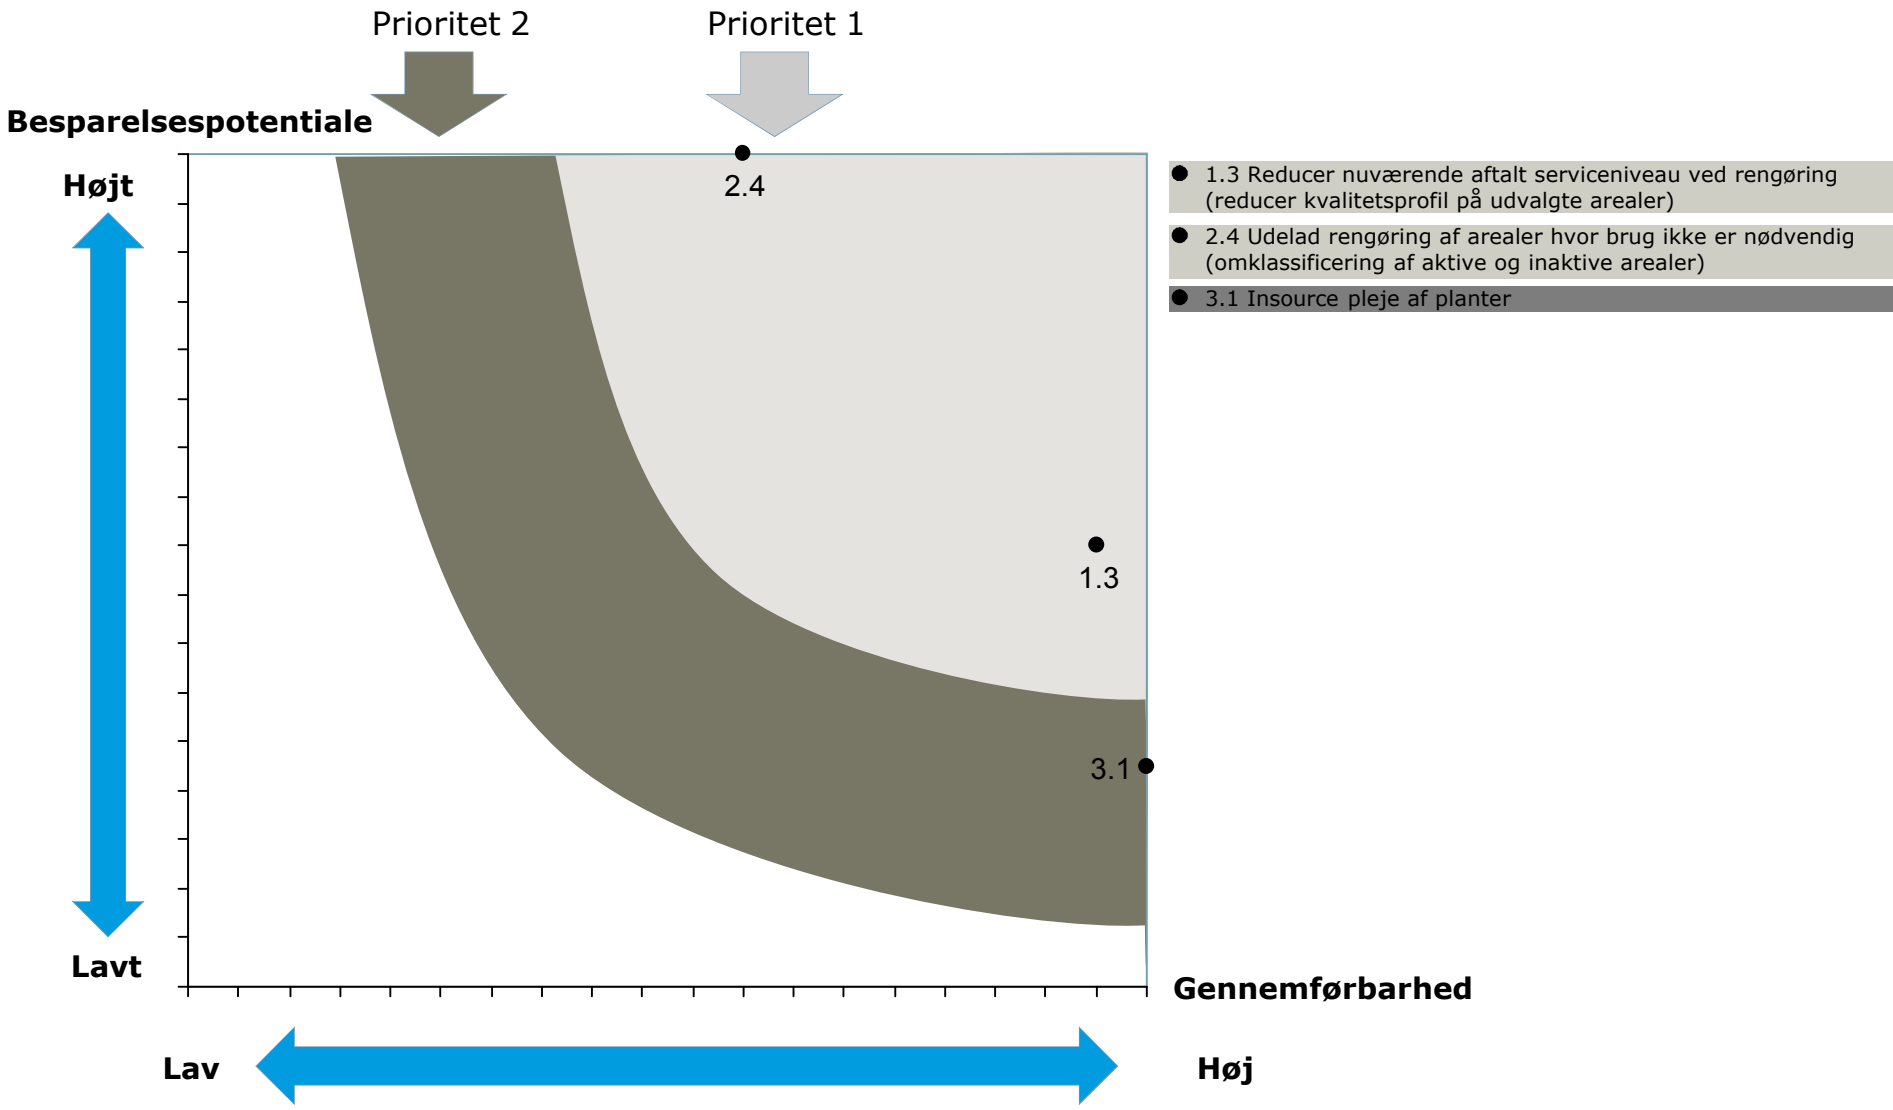 Prioritet 2
Prioritet 1
Besparelsespotentiale
Højt
2.4
1.3 Reducer nuværende aftalt serviceniveau ved rengøring
(reducer kvalitetsprofil på udvalgte arealer)
2.4 Udelad rengøring af arealer hvor brug ikke er nødvendig
(omklassificering af aktive og inaktive arealer)
3.1 Insource pleje af planter
1.3
3.1
Lavt
Gennemførbarhed
Lav
Høj